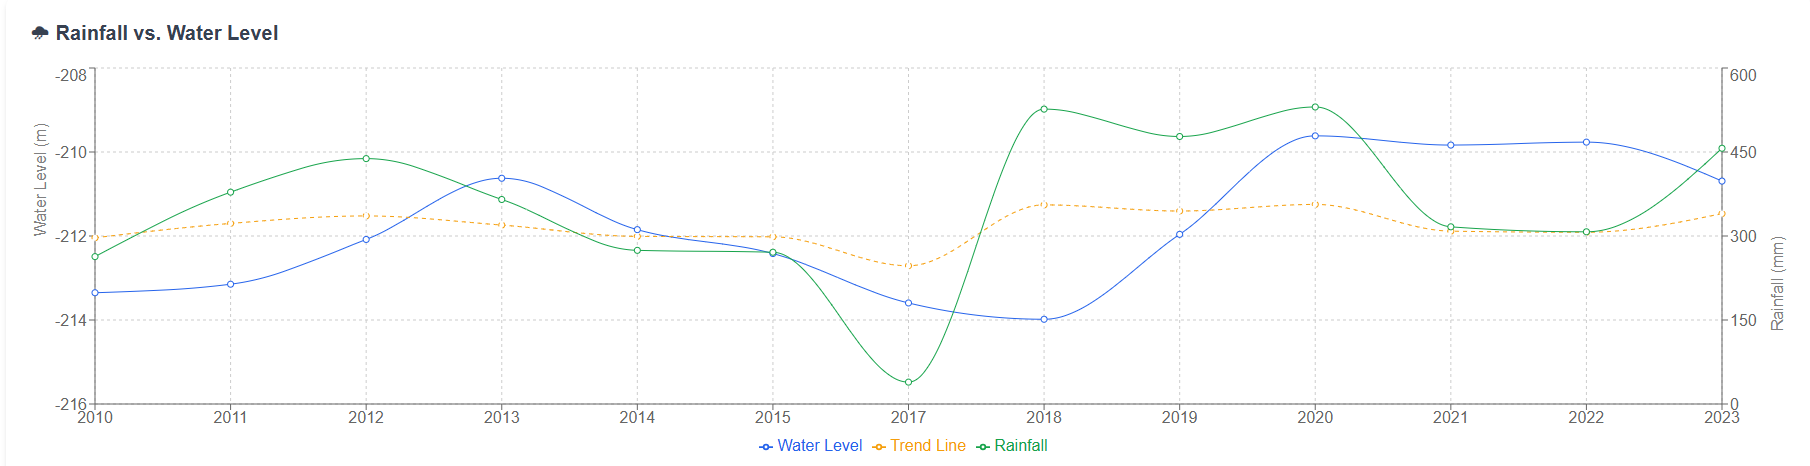 Rainfall vs. Water Level
-208
-210
-212
-214
-216
Water Level (m)
600
450
300
150
0
Rainfall (mm)
2010 2011 2012 2013 2014 2015 2017 2018 2019 2020 2021 2022 2023
Water Level Trend Line Rainfall